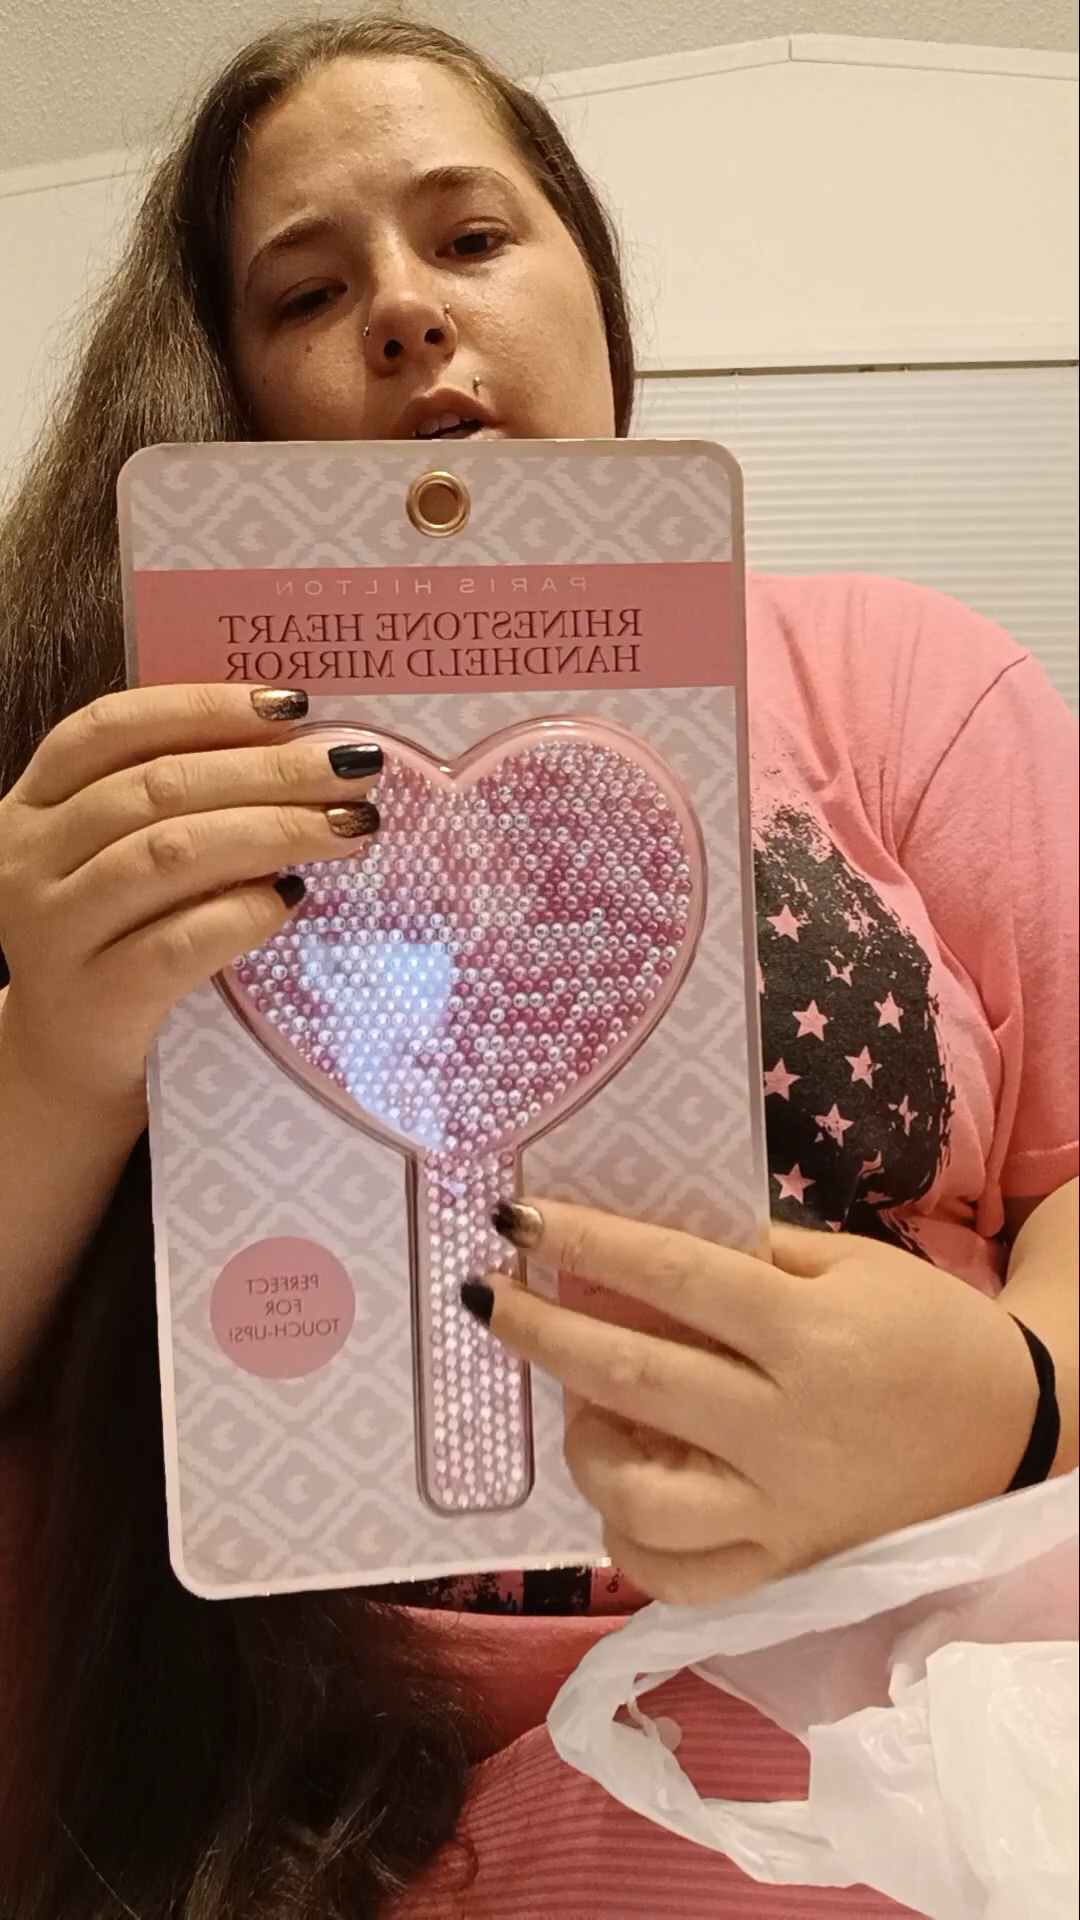 PARIS HILTON
RHINESTONE HEART
HANDHELD MIRROR
PERFECT
FOR
TOUCH-UPS!